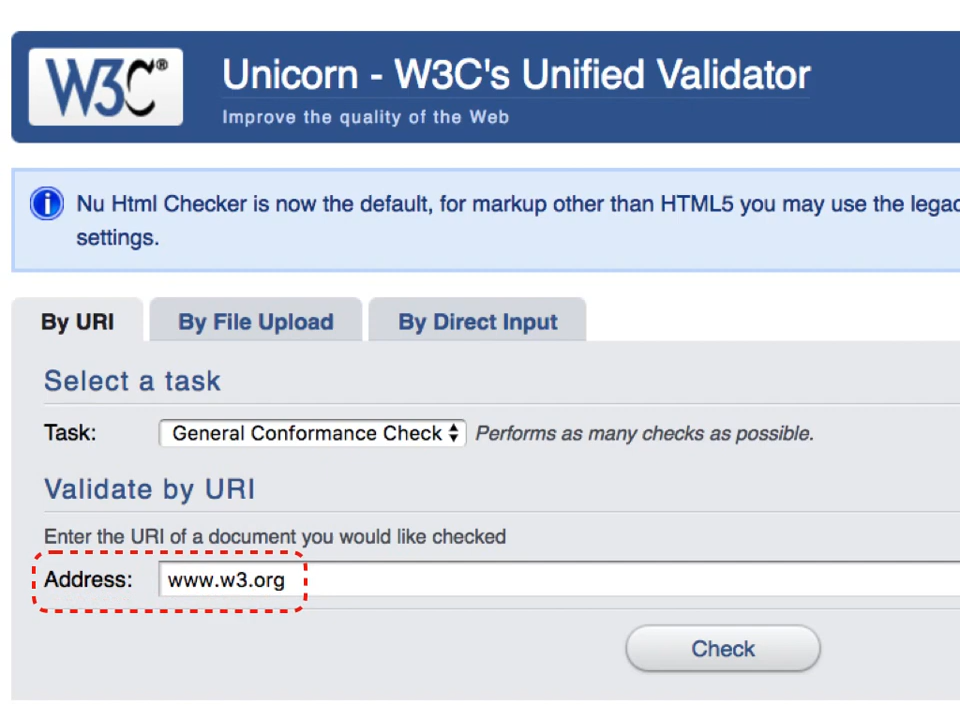 W3C®
Unicorn - W3C's Unified Validator
Improve the quality of the Web
Nu Html Checker is now the default, for markup other than HTML5 you may use the
settings.
By URI
By File Upload
By Direct Input
Select a task
Task: General Conformance Check Performs as many checks as possible.
Validate by URI
Enter the URI of a document you would like checked
Address: www.w3.org
Check